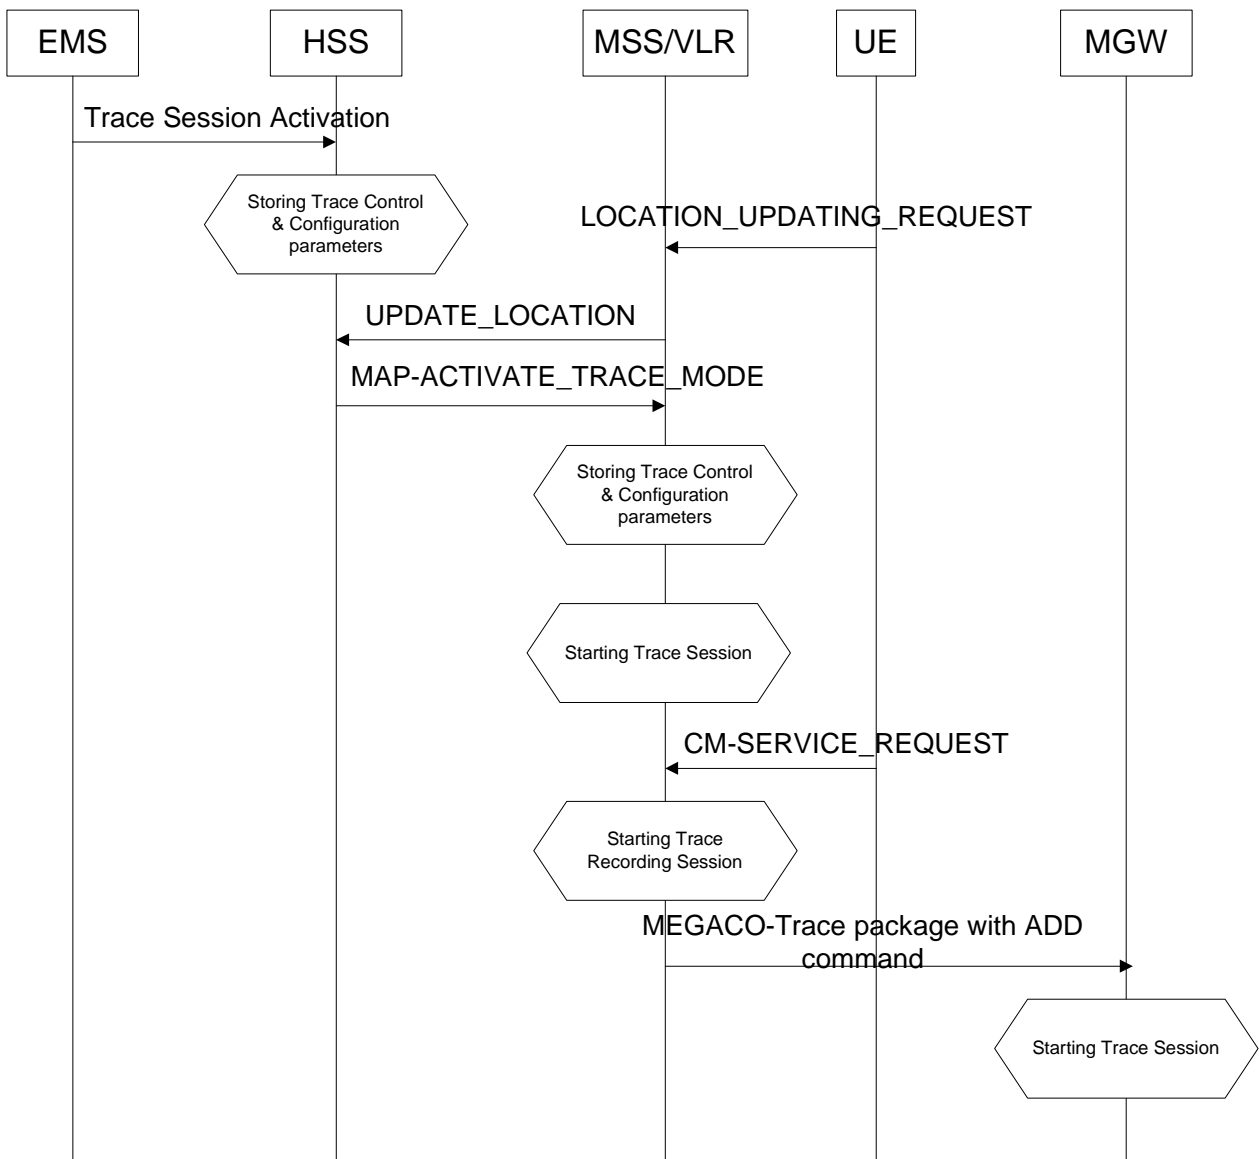 EMS
HSS
MSS/VLR
UE
MGW
Trace Session Activation
Storing Trace Control
& Configuration
parameters
LOCATION_UPDATING_REQUEST
UPDATE_LOCATION
MAP-ACTIVATE_TRACE_MODE
Storing Trace Control
& Configuration
parameters
Starting Trace Session
CM-SERVICE_REQUEST
Starting Trace
Recording Session
MEGACO-Trace package with ADD
command
Starting Trace Session